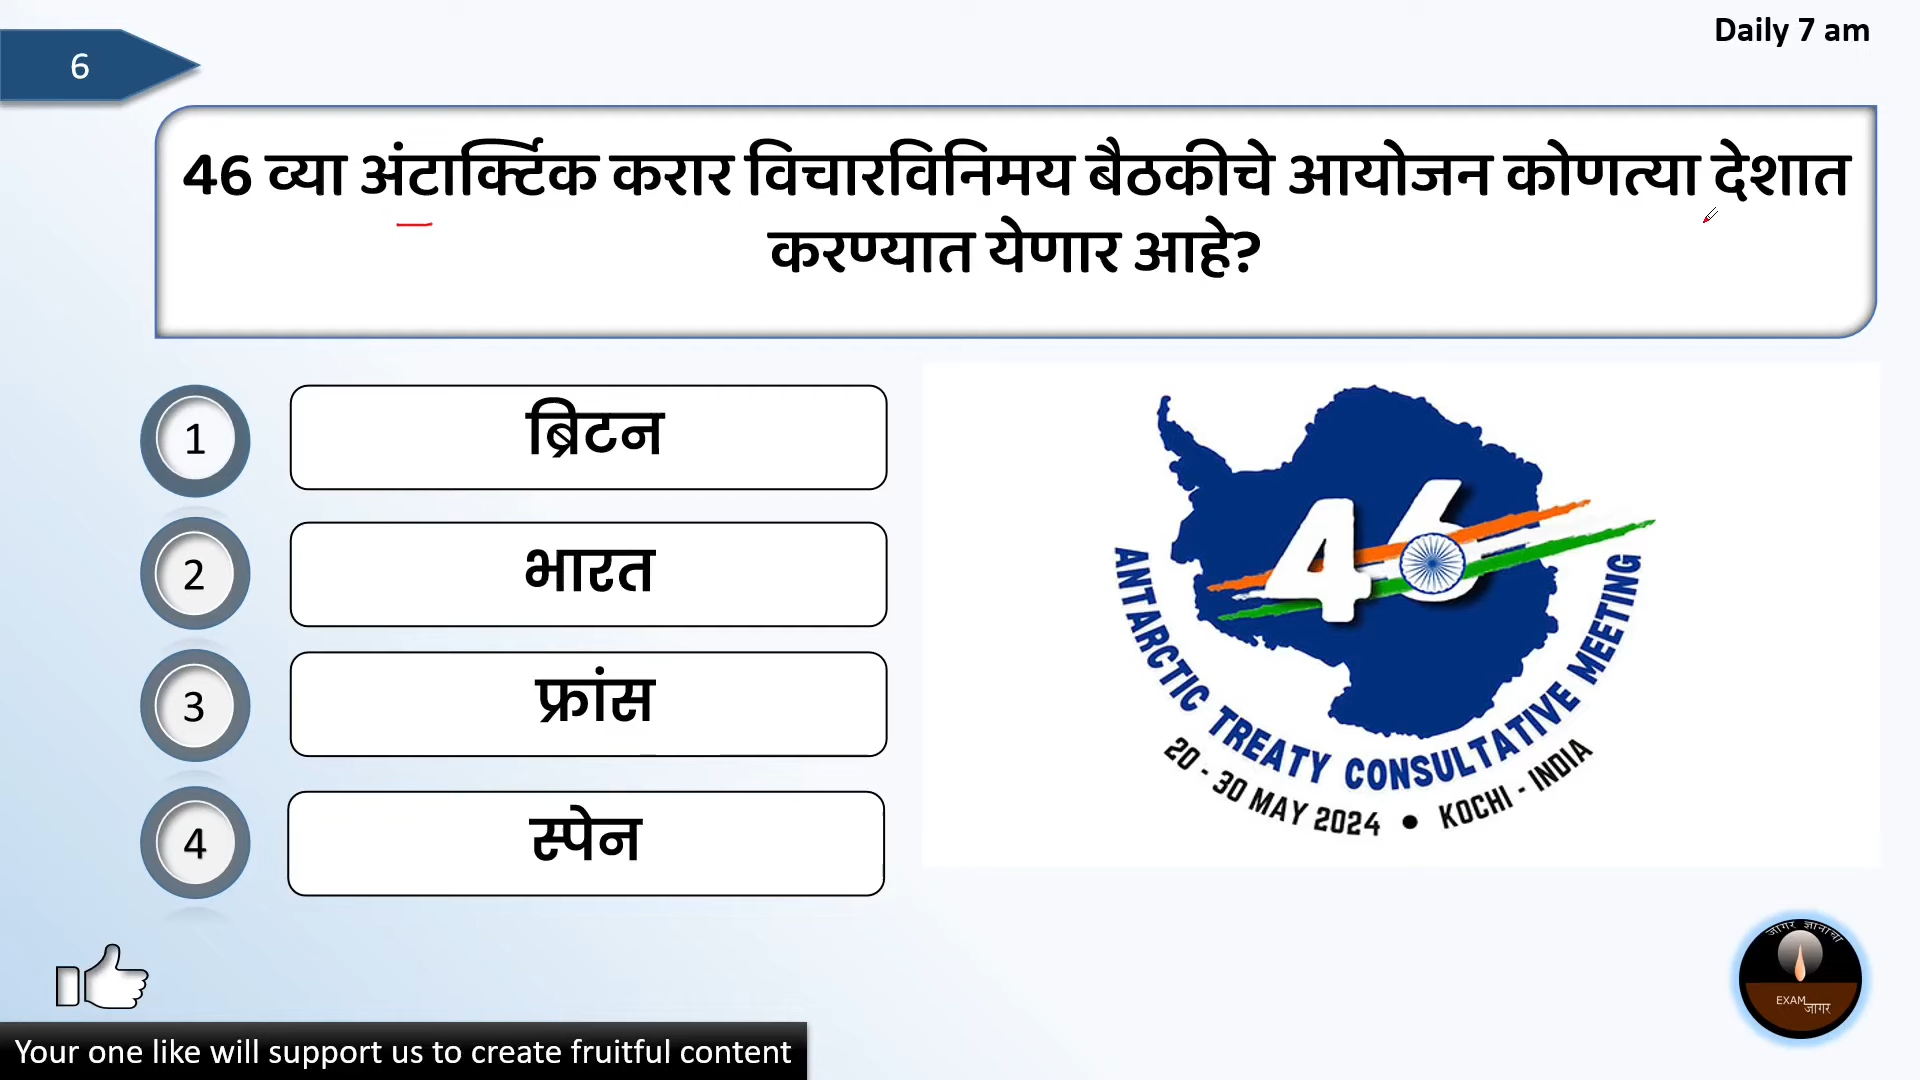 Daily 7 am
6
46 व्या अंटार्क्टिक करार विचारविनिमय बैठकीचे आयोजन कोणत्या देशात
करण्यात येणार आहे?
1
ब्रिटन
2
भारत
3
फ्रांस
4
स्पेन
46
ANTARCTIC TREATY CONSULTATIVE MEETING
20 - 30 MAY 2024 • KOCHI - INDIA
जागर ज्ञानाचा
EXAM
जागर
Your one like will support us to create fruitful content